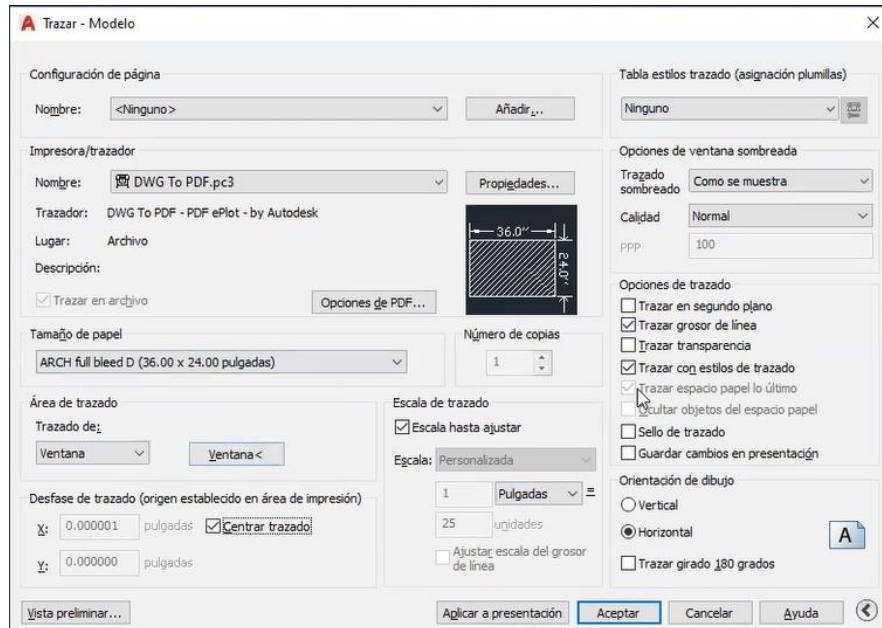 Trazar - Modelo
Configuración de página
Nombre: <Ninguno>
Añadir...
Impresora/trazador
Nombre: DWG To PDF.pc3
Propiedades...
Trazador: DWG To PDF - PDF ePlot - by Autodesk
Lugar: Archivo
Descripción:
Trazar en archivo
Opciones de PDF...
36.0''
24.0''
Tamaño de papel
ARCH full bleed D (36.00 x 24.00 pulgadas)
Número de copias
1
Área de trazado
Trazado de:
Ventana
Ventana<
Desfase de trazado (origen establecido en área de impresión)
X: 0.000001 pulgadas
Centrar trazado
Y: 0.000000 pulgadas
Escala de trazado
Escala hasta ajustar
Escala: Personalizada
1 Pulgadas =
25 unidades
Ajustar escala del grosor
de línea
Tabla estilos trazado (asignación plumillas)
Ninguno
Opciones de ventana sombreada
Trazado
sombreado Como se muestra
Calidad Normal
PPP 100
Opciones de trazado
Trazar en segundo plano
Trazar grosor de línea
Trazar transparencia
Trazar con estilos de trazado
Trazar espacio papel lo último
Ocultar objetos del espacio papel
Sello de trazado
Guardar cambios en presentación
Orientación de dibujo
Vertical
Horizontal
A
Trazar girado 180 grados
Vista preliminar...
Aplicar a presentación
Aceptar
Cancelar
Ayuda